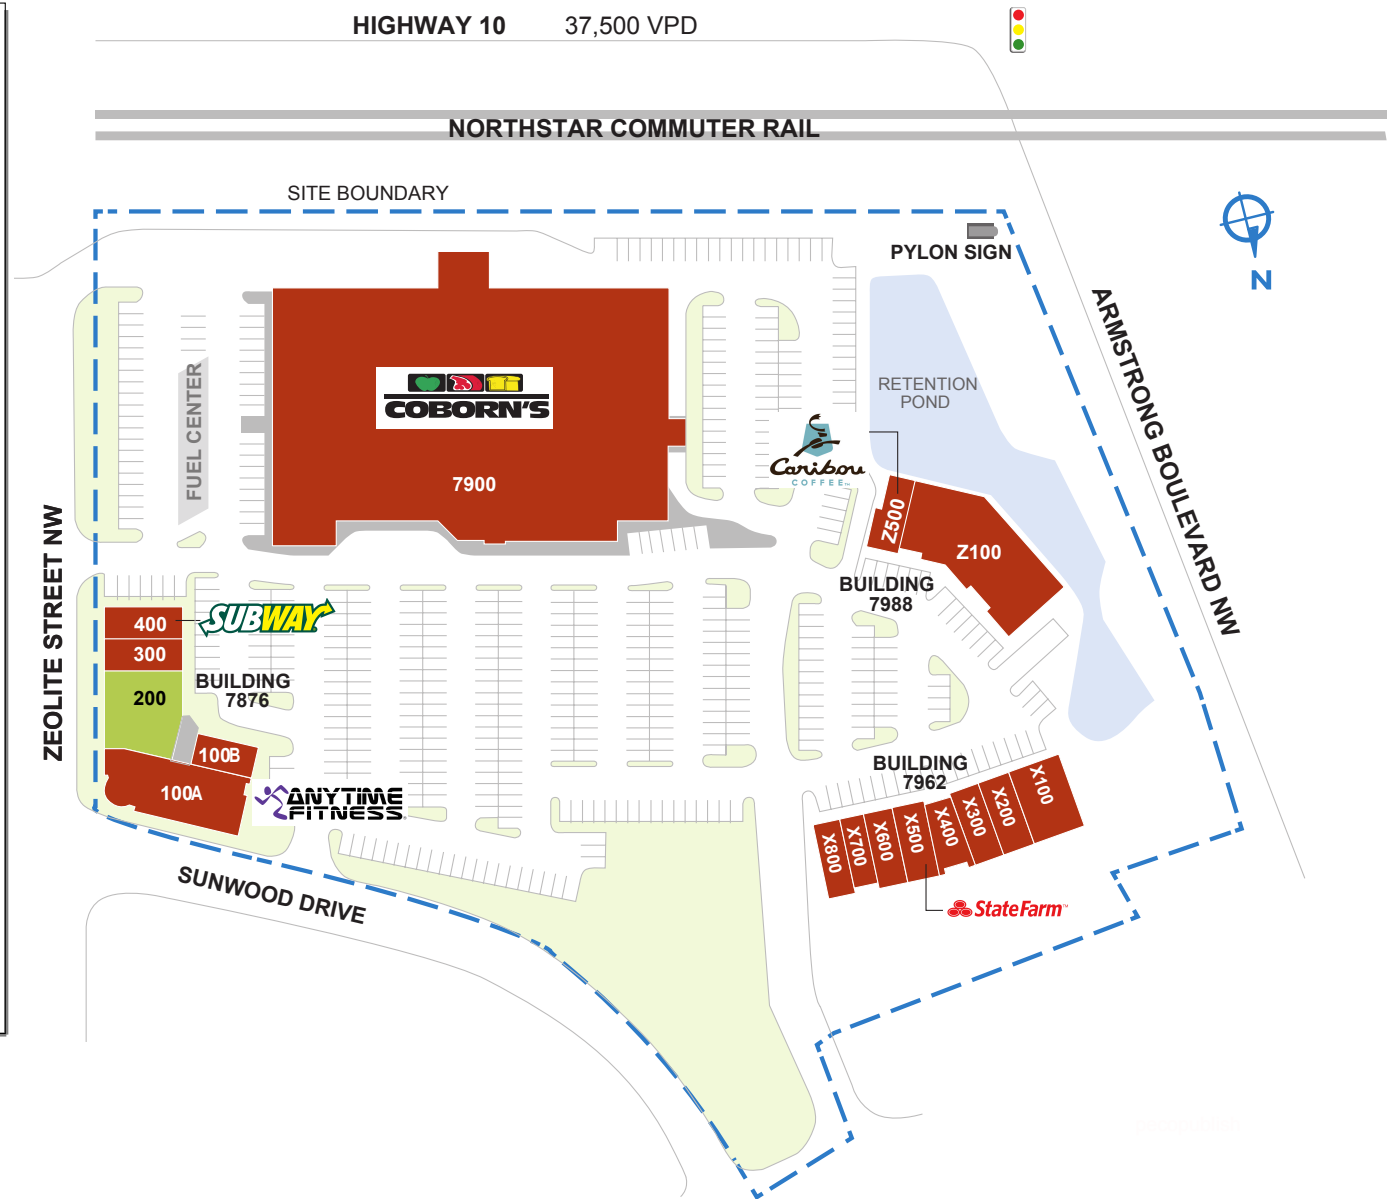 HIGHWAY 10 37,500 VPD
NORTHSTAR COMMUTER RAIL
SITE BOUNDARY
PYLON SIGN
N
ARMSTRONG BOULEVARD NW
RETENTION
POND
FUEL CENTER
COBORN'S
7900
Caribou
COFFEE
Z500
Z100
BUILDING
7988
ZEOLITE STREET NW
400
SUBWAY
300
200
BUILDING
7876
100B
100A
ANYTIME
FITNESS
BUILDING
7962
X100
X200
X300
X400
X500
X600
X700
X800
StateFarm™
SUNWOOD DRIVE